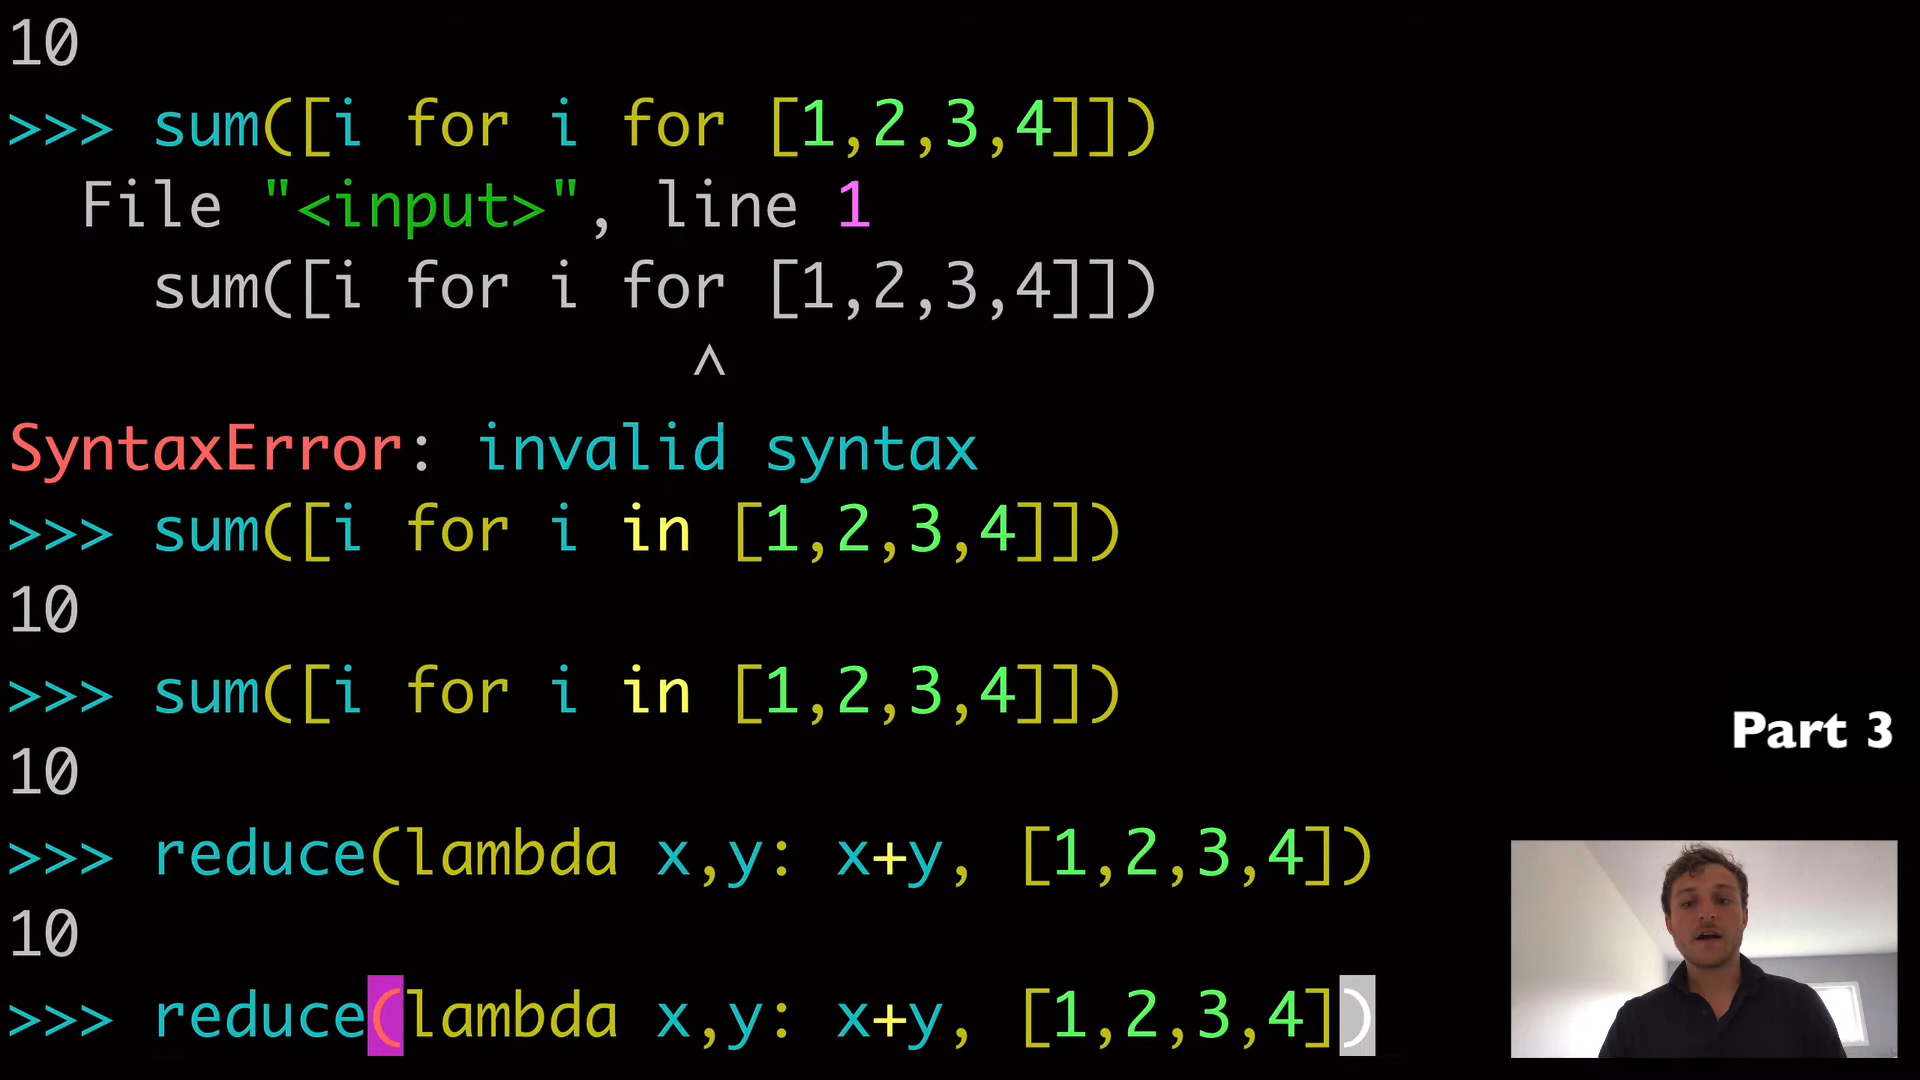 10
>>> sum([i for i for [1,2,3,4]])
  File "<input>", line 1
    sum([i for i for [1,2,3,4]])
                   ^
SyntaxError: invalid syntax
>>> sum([i for i in [1,2,3,4]])
10
>>> sum([i for i in [1,2,3,4]])
10
>>> reduce(lambda x,y: x+y, [1,2,3,4])
10
>>> reduce(lambda x,y: x+y, [1,2,3,4])
Part 3